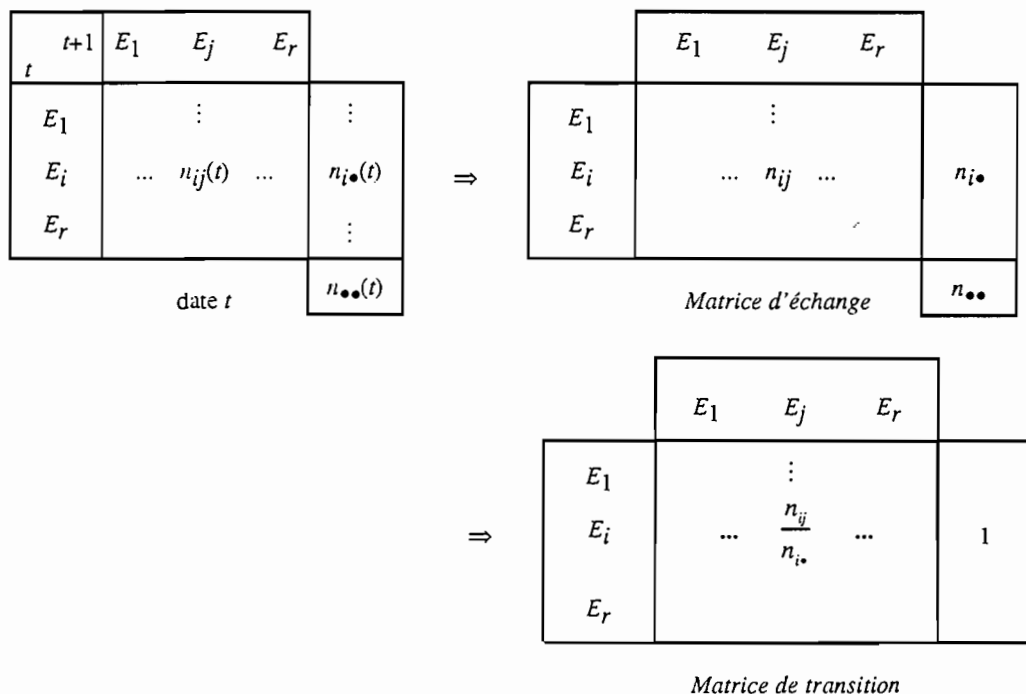 t+1 E1 Ej Er
t
E1 ⋮ ⋮
Ei ... nij(t) ... ni•(t)
Er ⋮
n••(t)
date t
⇒
E1 Ej Er
E1 ⋮
Ei ... nij ... ni•
Er
n••
Matrice d'échange
⇒
E1 Ej Er
E1 ⋮
Ei ... nij/ni• ... 1
Er
Matrice de transition